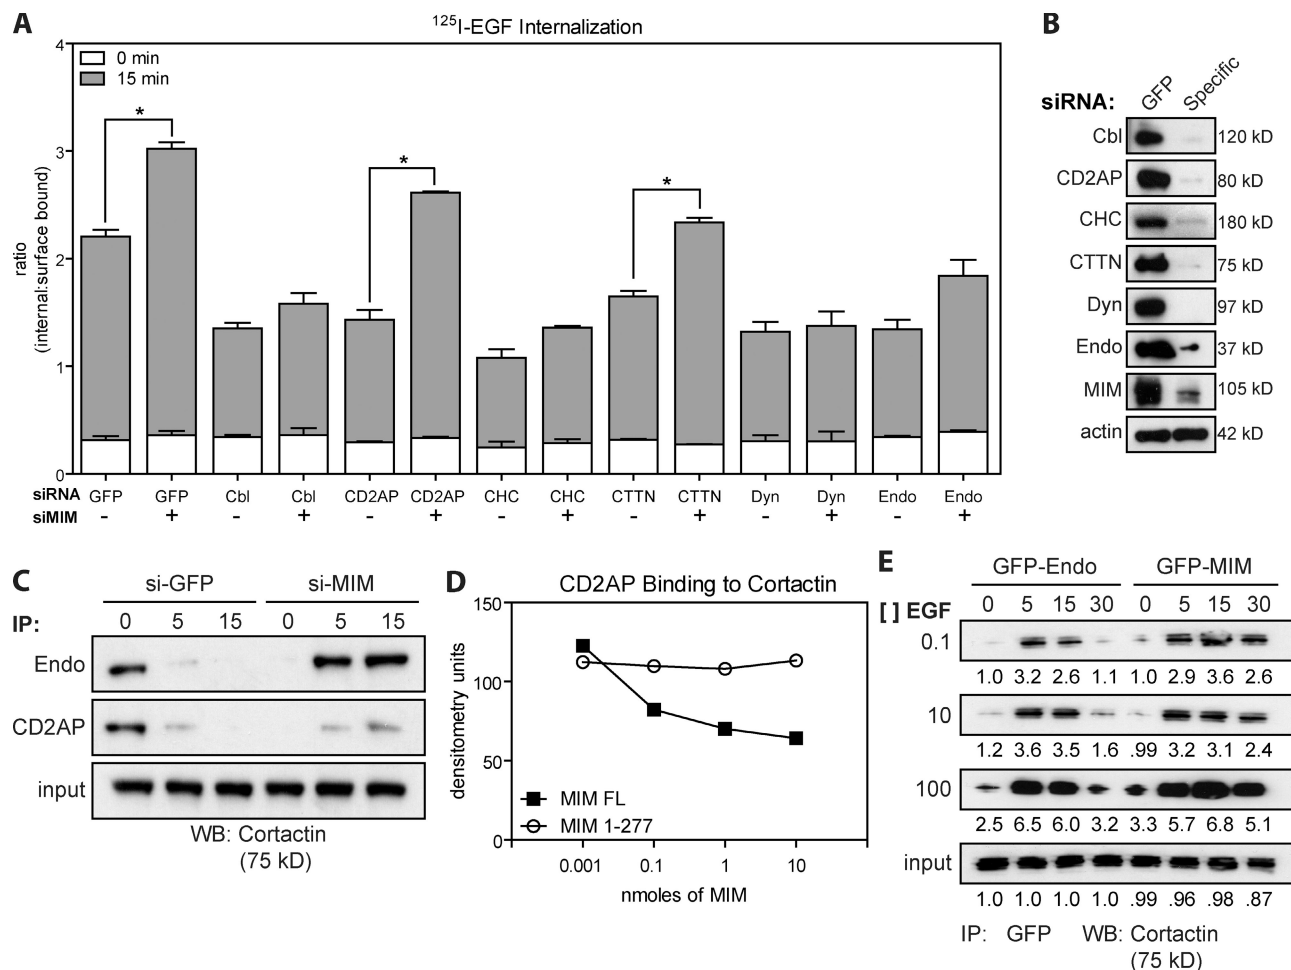 A
¹²⁵I-EGF Internalization
0 min
15 min
ratio
(internal:surface bound)
4
3
2
1
0
* * *
siRNA GFP GFP Cbl Cbl CD2AP CD2AP CHC CHC CTTN CTTN Dyn Dyn Endo Endo
siMIM - + - + - + - + - + - + - +
B
siRNA: GFP Specific
Cbl 120 kD
CD2AP 80 kD
CHC 180 kD
CTTN 75 kD
Dyn 97 kD
Endo 37 kD
MIM 105 kD
actin 42 kD
C
si-GFP si-MIM
IP: 0 5 15 0 5 15
Endo
CD2AP
input
WB: Cortactin
(75 kD)
D
CD2AP Binding to Cortactin
densitometry units
150
100
50
0
MIM FL
MIM 1-277
0.001 0.1 1 10
nmoles of MIM
E
GFP-Endo GFP-MIM
[ ] EGF 0 5 15 30 0 5 15 30
0.1
1.0 3.2 2.6 1.1 1.0 2.9 3.6 2.6
10
1.2 3.6 3.5 1.6 .99 3.2 3.1 2.4
100
2.5 6.5 6.0 3.2 3.3 5.7 6.8 5.1
input
1.0 1.0 1.0 1.0 .99 .96 .98 .87
IP: GFP WB: Cortactin
(75 kD)